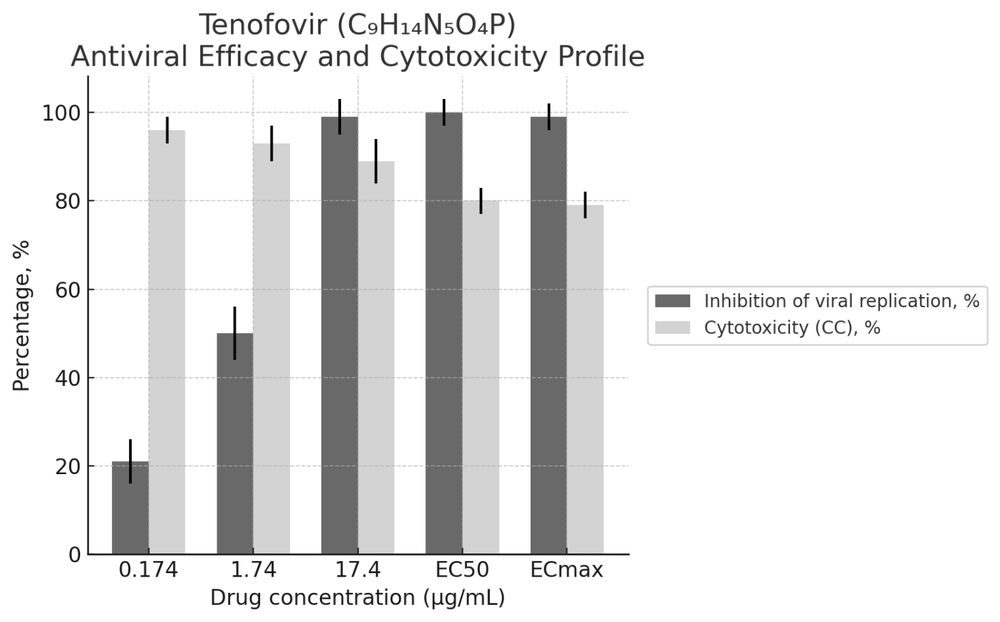 Tenofovir (C₉H₁₄N₅O₄P)
Antiviral Efficacy and Cytotoxicity Profile
Percentage, %
100
80
60
40
20
0
0.174 1.74 17.4 EC50 ECmax
Drug concentration (μg/mL)
Inhibition of viral replication, %
Cytotoxicity (CC), %